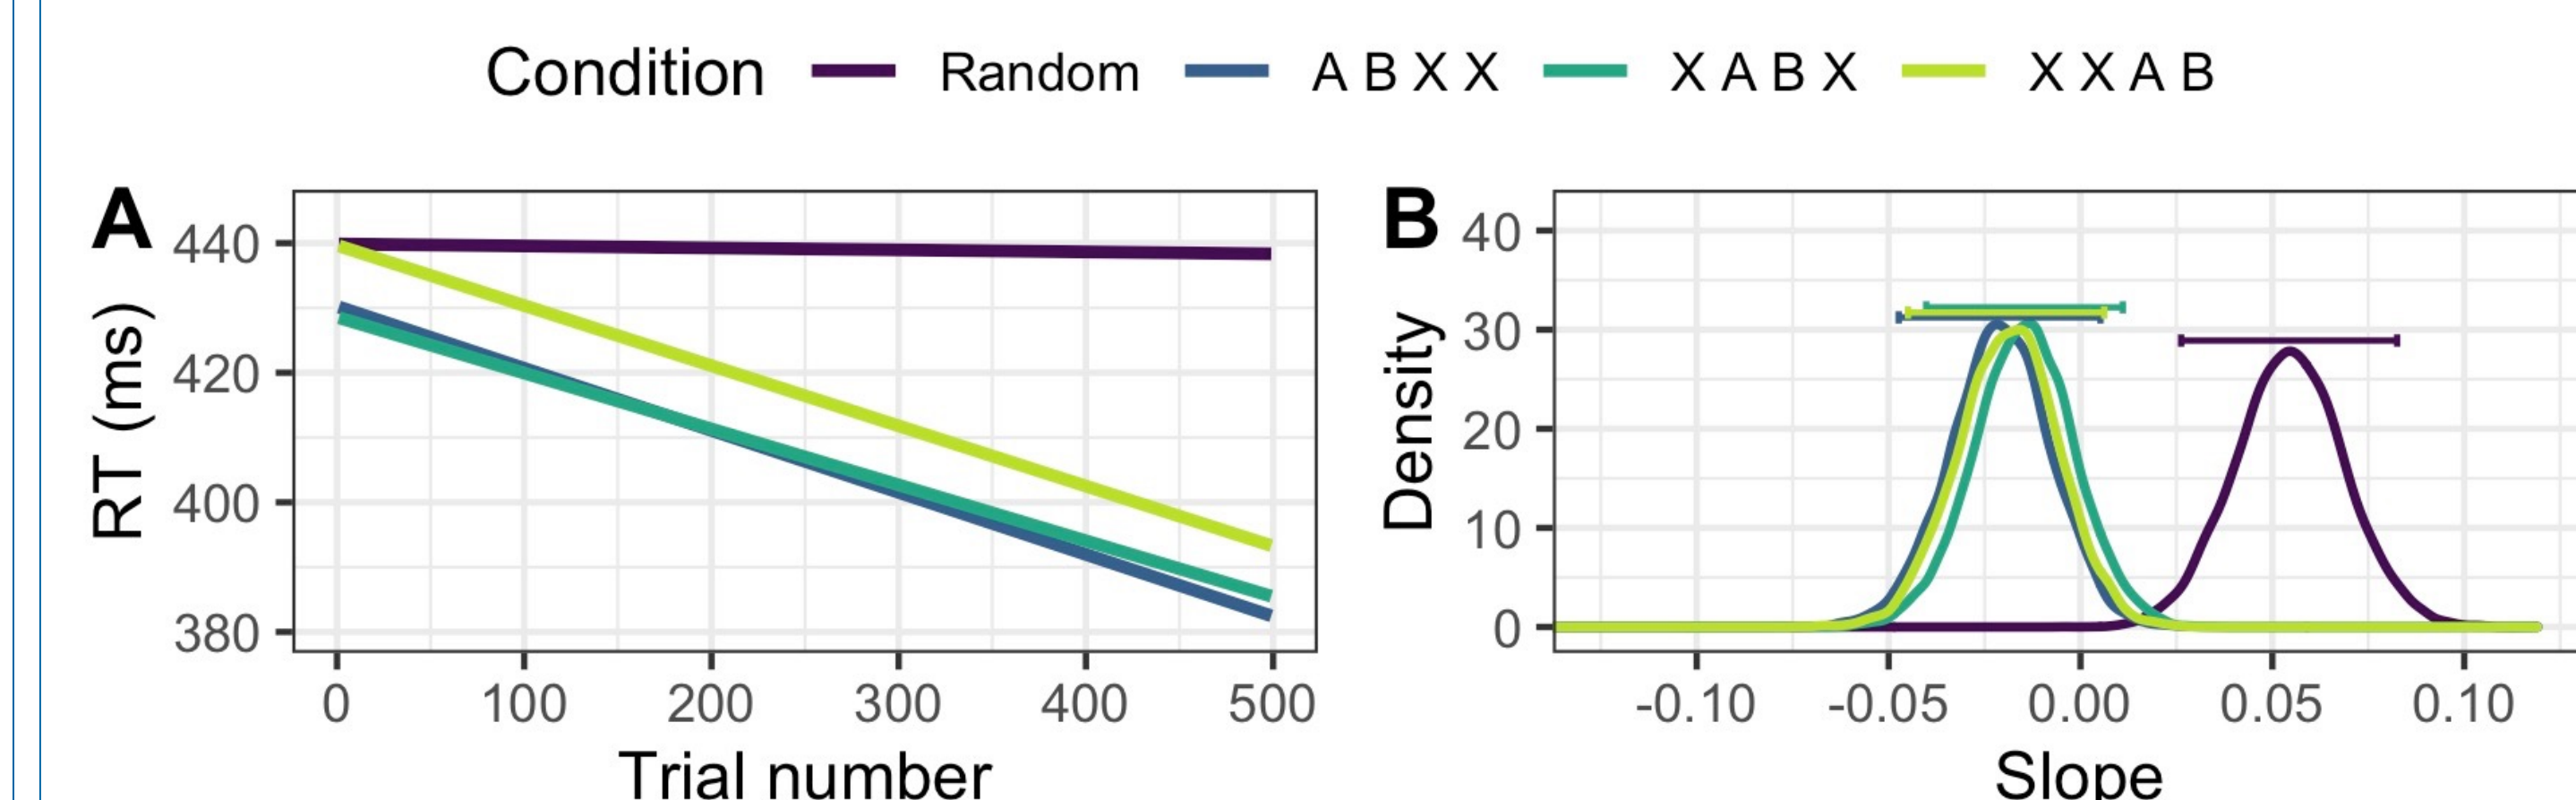 Condition Random A B X X X A B X X X A B
A
RT (ms)
440
420
400
380
0 100 200 300 400 500
Trial number
B
Density
40
30
20
10
0
-0.10 -0.05 0.00 0.05 0.10
Slope